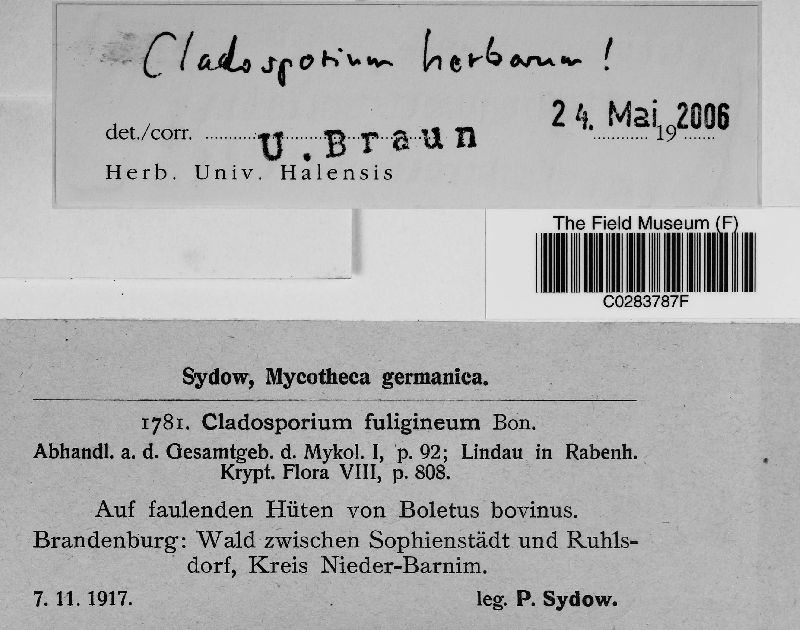 Cladosporium herbarum!
det./corr. U. Braun 24. Mai 19 2006
Herb. Univ. Halensis
The Field Museum (F)
C0283787F
Sydow, Mycotheca germanica.
1781. Cladosporium fuligineum Bon.
Abhandl. a. d. Gesamtgeb. d. Mykol. I, p. 92; Lindau in Rabenh.
Krypt. Flora VIII, p. 808.
Auf faulenden Hüten von Boletus bovinus.
Brandenburg: Wald zwischen Sophienstädt und Ruhls-
dorf, Kreis Nieder-Barnim.
7. 11. 1917. leg. P. Sydow.